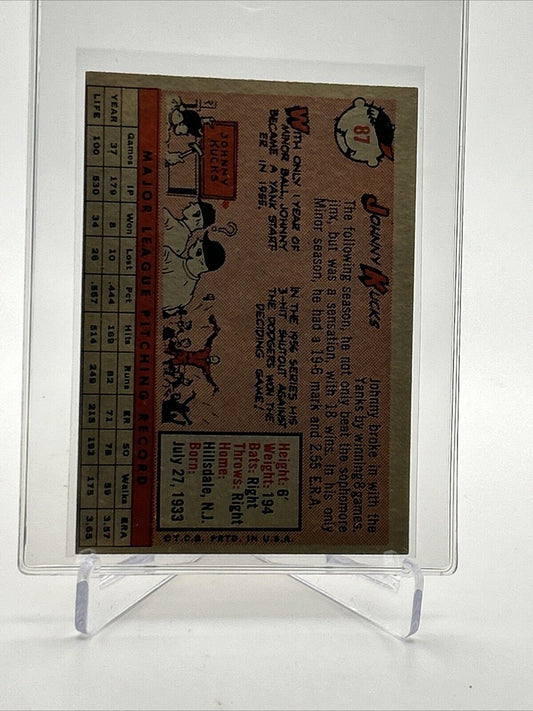 87
JOHNNY KUCKS
Johnny broke in with the
Yanks by winning 8 games.
The following season, he not only beat the sophomore
jinx, but was a sensation, with 18 wins. In his only
Minor season, he had a 19-6 mark and 2.55 E.R.A.
WITH ONLY 1 YEAR OF
MINOR BALL, JOHNNY
BECAME A YANK START-
ER IN 1955.
JOHNNY
KUCKS
?
IN THE 1956 SERIES HIS
3-HIT SHUTOUT AGAINST
THE DODGERS WON THE
DECIDING GAME!
Height: 6'
Weight: 194
Bats: Right
Throws: Right
Home:
Hillsdale, N.J.
Born:
July 27, 1933
©T.C.G. PRTD. IN U.S.A.
MAJOR LEAGUE PITCHING RECORD
Games IP Won Lost Pct Hits Runs ER SO Walks ERA
YEAR 37 179 8 10 .444 169 82 71 78 59 3.57
LIFE 100 530 34 26 .567 514 249 215 193 175 3.65